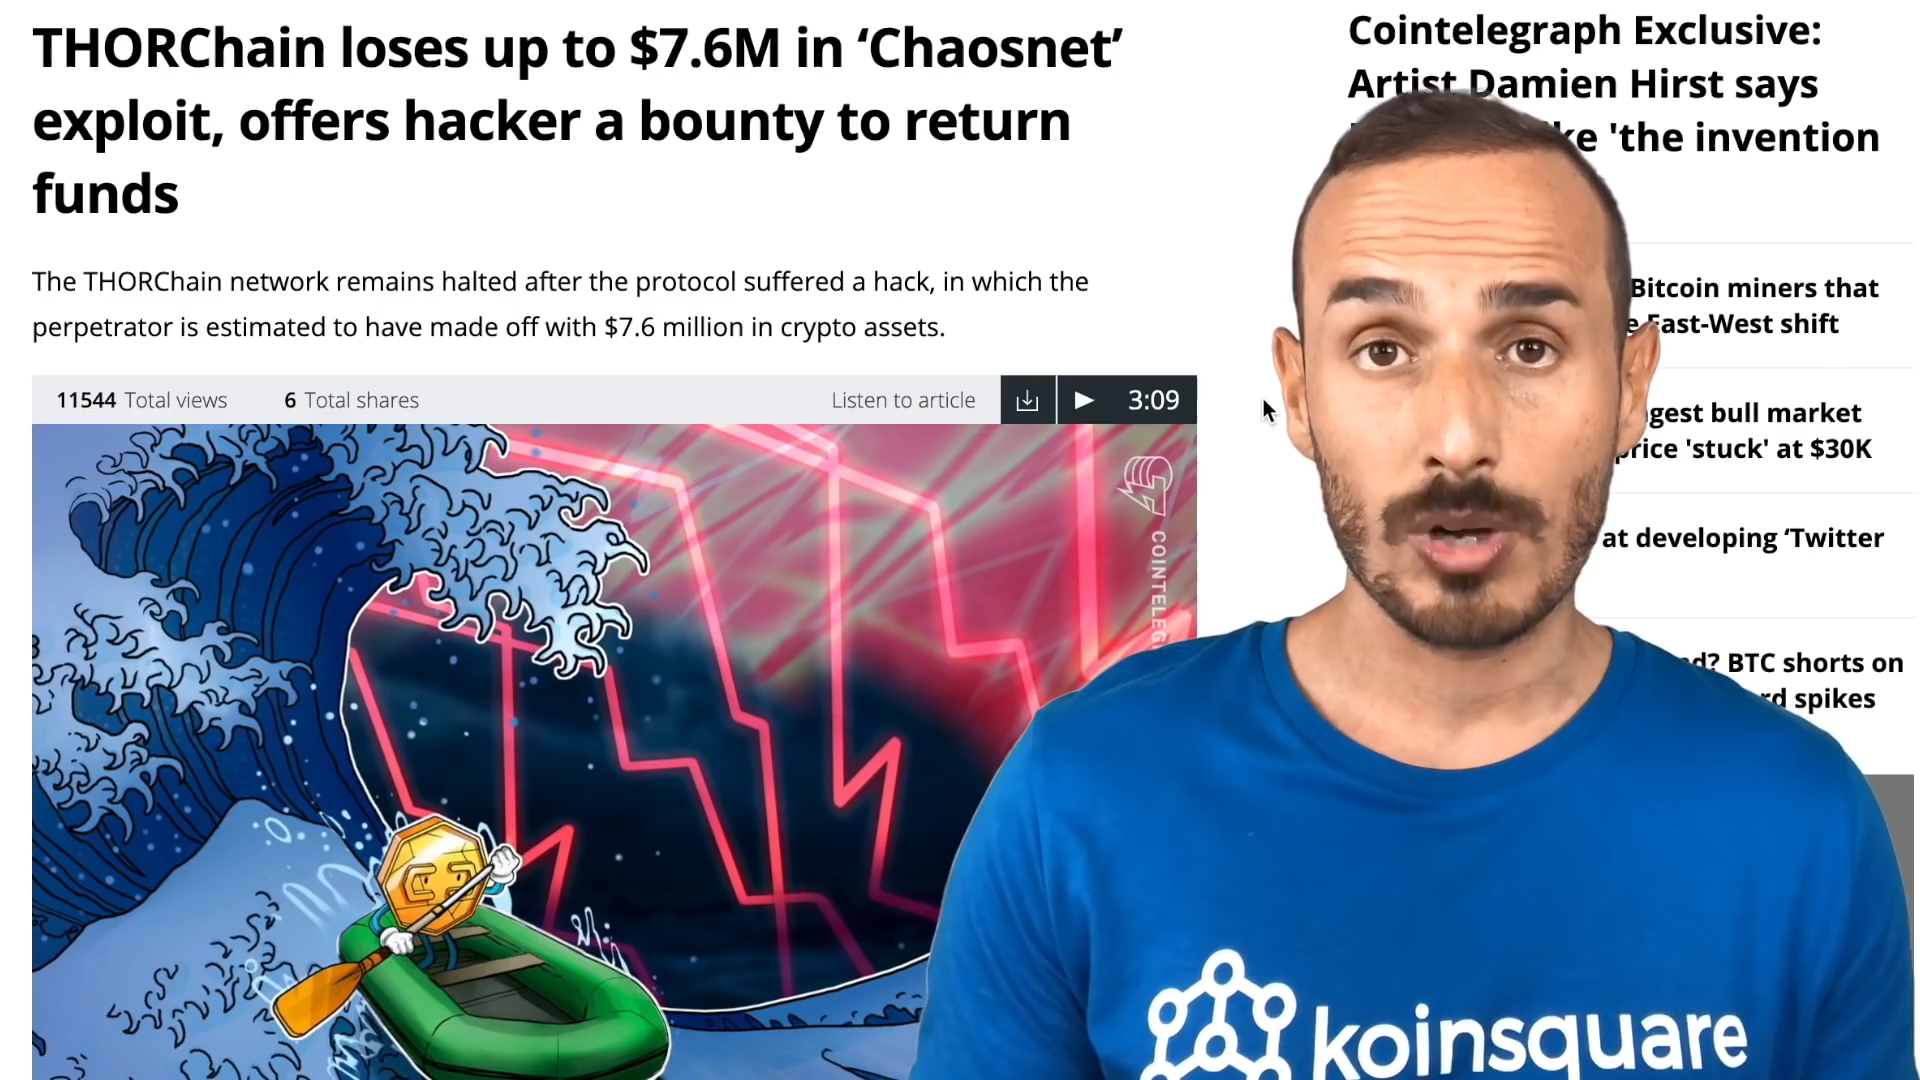 THORChain loses up to $7.6M in ‘Chaosnet’
exploit, offers hacker a bounty to return
funds
The THORChain network remains halted after the protocol suffered a hack, in which the
perpetrator is estimated to have made off with $7.6 million in crypto assets.
11544 Total views 6 Total shares Listen to article 3:09
Cointelegraph Exclusive:
Artist Damien Hirst says
'the invention
Bitcoin miners that
East-West shift
bull market
price 'stuck' at $30K
at developing ‘Twitter
BTC shorts on
spikes
koinsquare